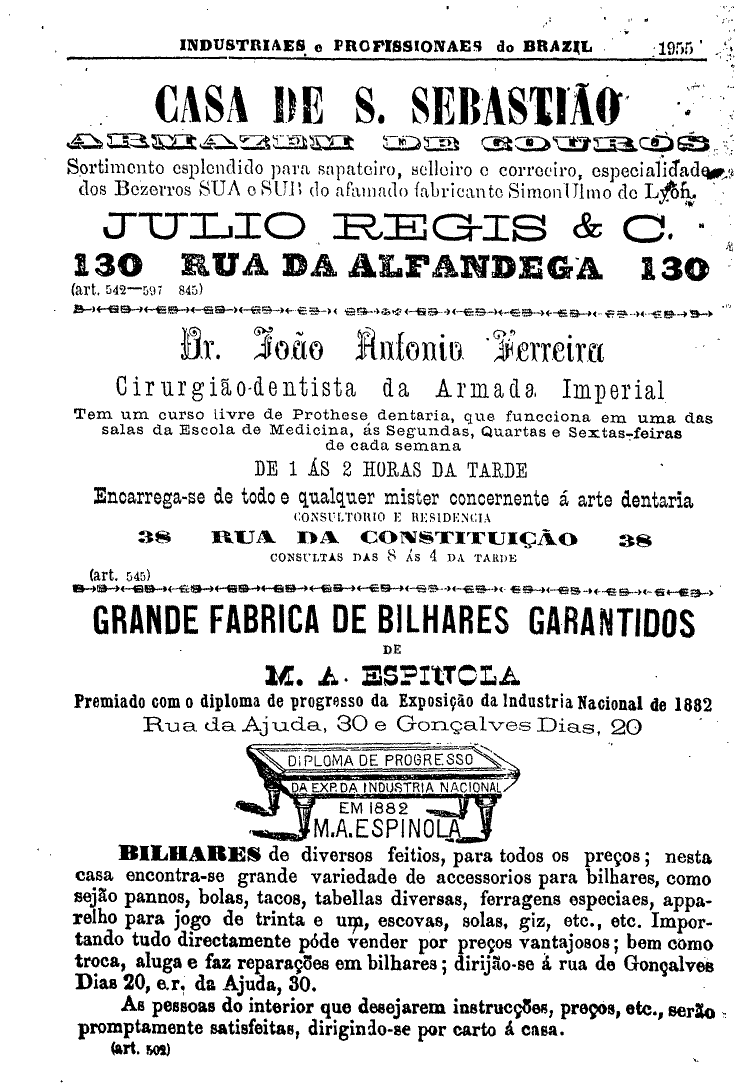 INDUSTRIAES e PROFISSIONAES do BRAZIL 1955
CASA DE S. SEBASTIÃO
ARMAZEM DE COUROS
Sortimento esplendido para sapateiro, selleiro e correeiro, especialidade
dos Bezerros SUA e SUB do afamado fabricante Simon Ulmo de Lyon.
JULIO REGIS & C.
130 RUA DA ALFANDEGA 130
(art. 542—597 845)
Dr. João Antonio Ferreira
Cirurgião-dentista da Armada Imperial
Tem um curso livre de Prothese dentaria, que funcciona em uma das
salas da Escola de Medicina, ás Segundas, Quartas e Sextas-feiras
de cada semana
DE 1 ÁS 2 HORAS DA TARDE
Encarrega-se de todo e qualquer mister concernente á arte dentaria
CONSULTORIO E RESIDENCIA
38 RUA DA CONSTITUIÇÃO 38
CONSULTAS DAS 8 ÁS 4 DA TARDE
(art. 545)
GRANDE FABRICA DE BILHARES GARANTIDOS
DE
M. A. ESPINOLA
Premiado com o diploma de progresso da Exposição da Industria Nacional de 1882
Rua da Ajuda, 30 e Gonçalves Dias, 20
DIPLOMA DE PROGRESSO
DA EXP. DA INDUSTRIA NACIONAL
EM 1882
M.A. ESPINOLA
BILHARES de diversos feitios, para todos os preços; nesta
casa encontra-se grande variedade de accessorios para bilhares, como
sejão pannos, bolas, tacos, tabellas diversas, ferragens especiaes, appa-
relho para jogo de trinta e um, escovas, solas, giz, etc., etc. Impor-
tando tudo directamente póde vender por preços vantajosos; bem como
troca, aluga e faz reparações em bilhares; dirijão-se á rua de Gonçalves
Dias 20, e.r. da Ajuda, 30.
As pessoas do interior que desejarem instrucções, preços, etc., serão
promptamente satisfeitas, dirigindo-se por carto á casa.
(art. 502)